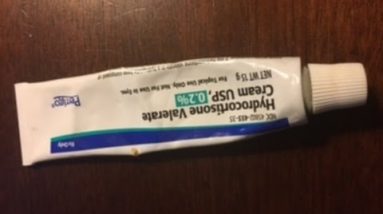 NDC 45802-455-35
Hydrocortisone Valerate
Cream USP, 0.2%
NET WT 15 g
For Topical Use Only. Not For Use In Eyes.
Perrigo
Rx Only